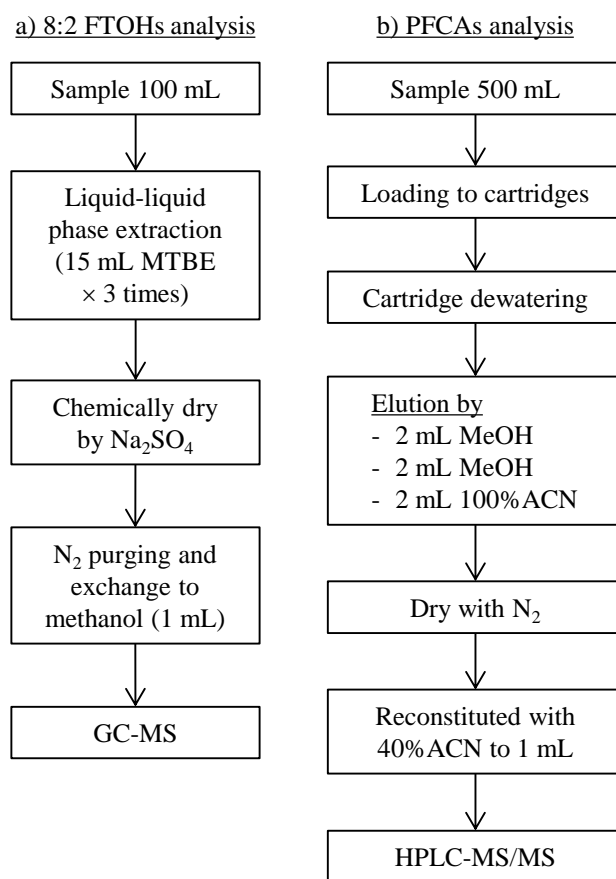 a) 8:2 FTOHs analysis
Sample 100 mL
Liquid-liquid
phase extraction
(15 mL MTBE
× 3 times)
Chemically dry
by Na₂SO₄
N₂ purging and
exchange to
methanol (1 mL)
GC-MS
b) PFCAs analysis
Sample 500 mL
Loading to cartridges
Cartridge dewatering
Elution by
- 2 mL MeOH
- 2 mL MeOH
- 2 mL 100%ACN
Dry with N₂
Reconstituted with
40%ACN to 1 mL
HPLC-MS/MS